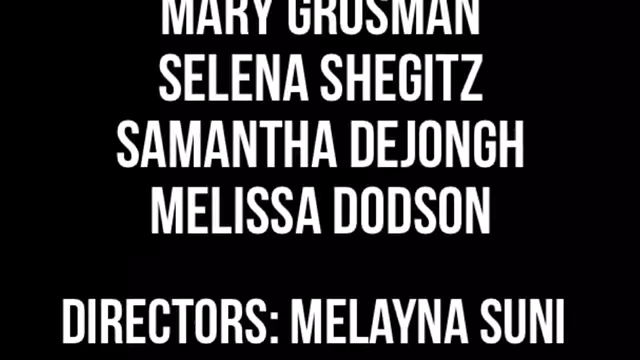 MARY GROSMAN
SELENA SHEGITZ
SAMANTHA DEJONGH
MELISSA DODSON
DIRECTORS: MELAYNA SUNI